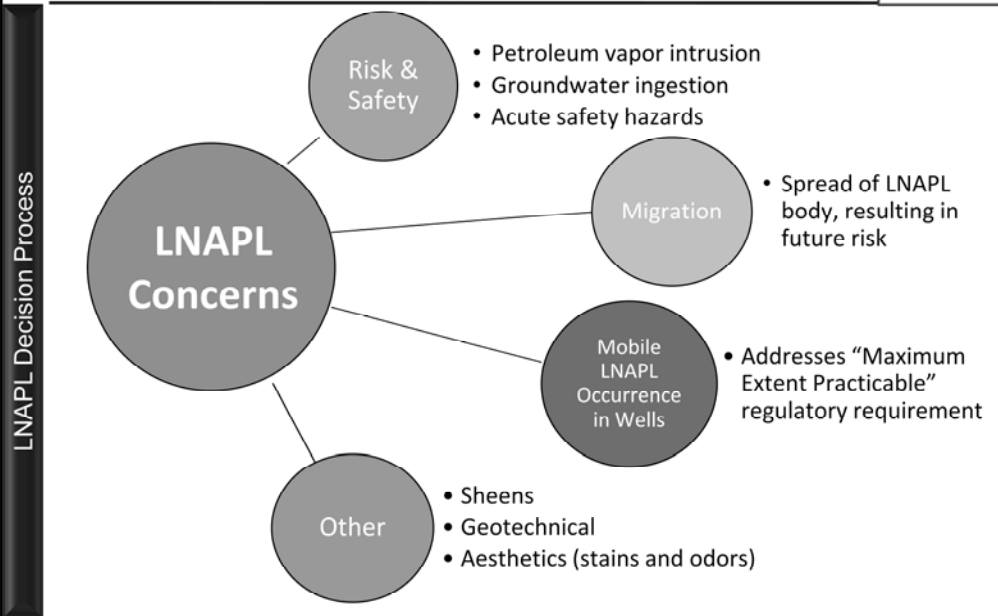 LNAPL Decision Process
LNAPL
Concerns
Risk &
Safety
• Petroleum vapor intrusion
• Groundwater ingestion
• Acute safety hazards
Migration
• Spread of LNAPL
body, resulting in
future risk
Mobile
LNAPL
Occurrence
in Wells
• Addresses “Maximum
Extent Practicable”
regulatory requirement
Other
• Sheens
• Geotechnical
• Aesthetics (stains and odors)